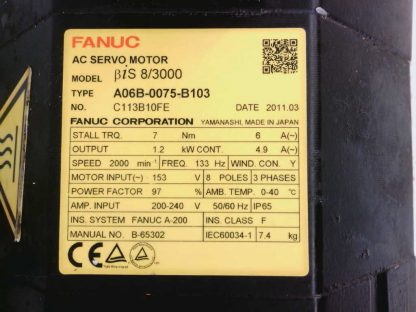 FANUC
AC SERVO MOTOR
MODEL βiS 8/3000
TYPE A06B-0075-B103
NO. C113B10FE DATE 2011.03
FANUC CORPORATION YAMANASHI, MADE IN JAPAN
STALL TRQ. 7 Nm 6 A(~)
OUTPUT 1.2 kW CONT. 4.9 A(~)
SPEED 2000 min⁻¹ FREQ. 133 Hz WIND. CON. Y
MOTOR INPUT(~) 153 V 8 POLES 3 PHASES
POWER FACTOR 97 % AMB. TEMP. 0-40 °C
AMP. INPUT 200-240 V 50/60 Hz IP65
INS. SYSTEM FANUC A-200 INS. CLASS F
MANUAL NO. B-65302 IEC60034-1 7.4 kg
CE